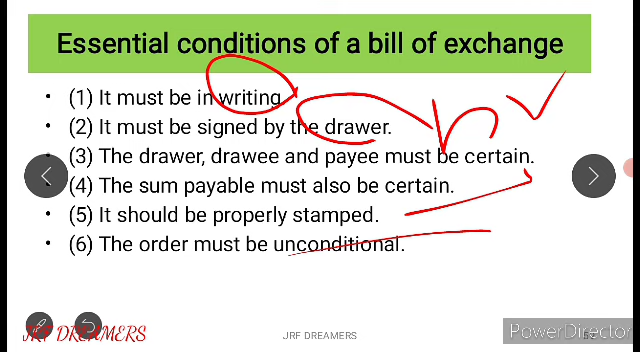 Essential conditions of a bill of exchange
• (1) It must be in writing.
• (2) It must be signed by the drawer.
• (3) The drawer, drawee and payee must be certain.
• (4) The sum payable must also be certain.
• (5) It should be properly stamped.
• (6) The order must be unconditional.
JRF DREAMERS
JRF DREAMERS
PowerDirector